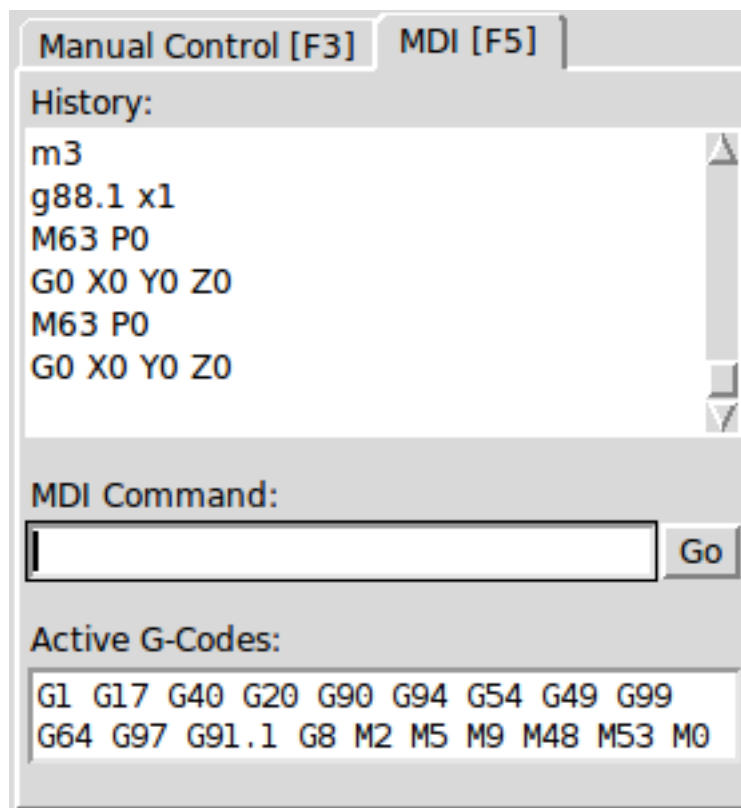 Manual Control [F3] MDI [F5]
History:
m3
g88.1 x1
M63 P0
G0 X0 Y0 Z0
M63 P0
G0 X0 Y0 Z0
MDI Command:
Go
Active G-Codes:
G1 G17 G40 G20 G90 G94 G54 G49 G99
G64 G97 G91.1 G8 M2 M5 M9 M48 M53 M0